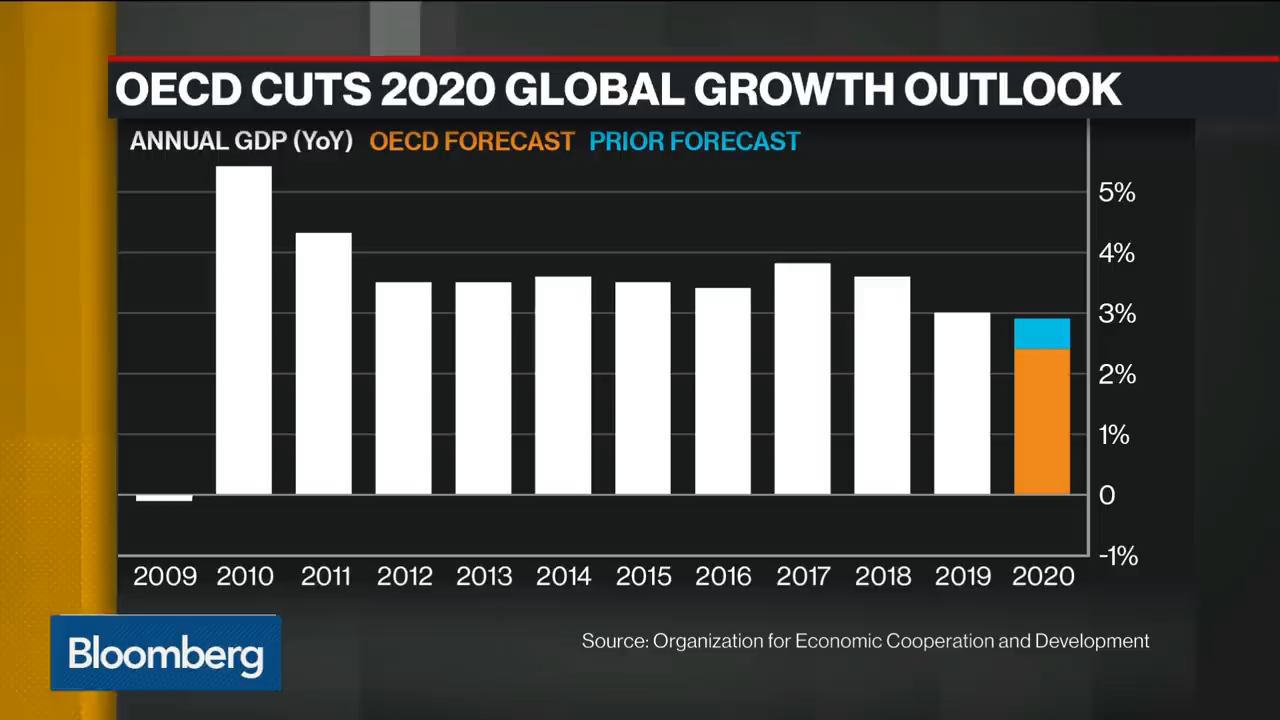 OECD CUTS 2020 GLOBAL GROWTH OUTLOOK
ANNUAL GDP (YoY) OECD FORECAST PRIOR FORECAST
5%
4%
3%
2%
1%
0
-1%
2009 2010 2011 2012 2013 2014 2015 2016 2017 2018 2019 2020
Source: Organization for Economic Cooperation and Development
Bloomberg